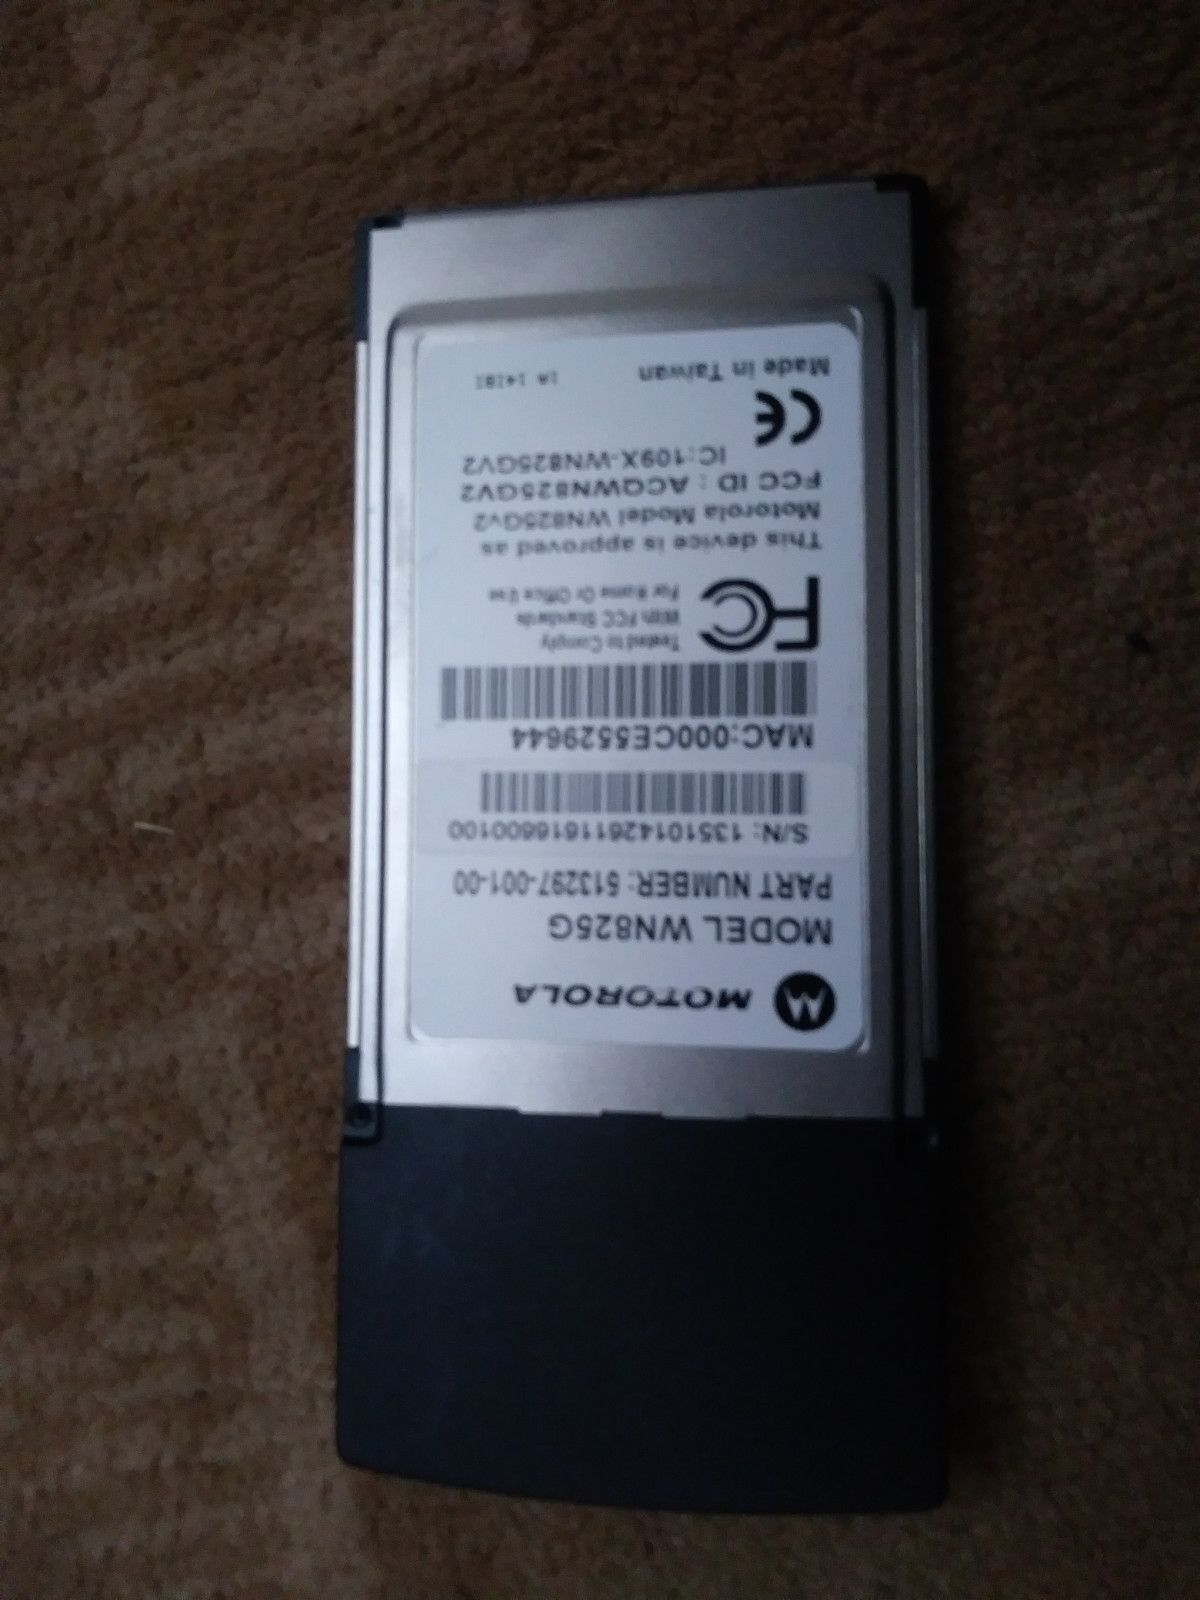 MOTOROLA
MODEL WN825G
PART NUMBER: 513297-001-00
S/N: 135101426116166600100
MAC:000CE5529644
Tested to Comply
With FCC Standards
For Home Or Office Use
This device is approved as
Motorola Model WN825Gv2
FCC ID : ACQWN825GV2
IC:109X-WN825GV2
CE
Made in Taiwan